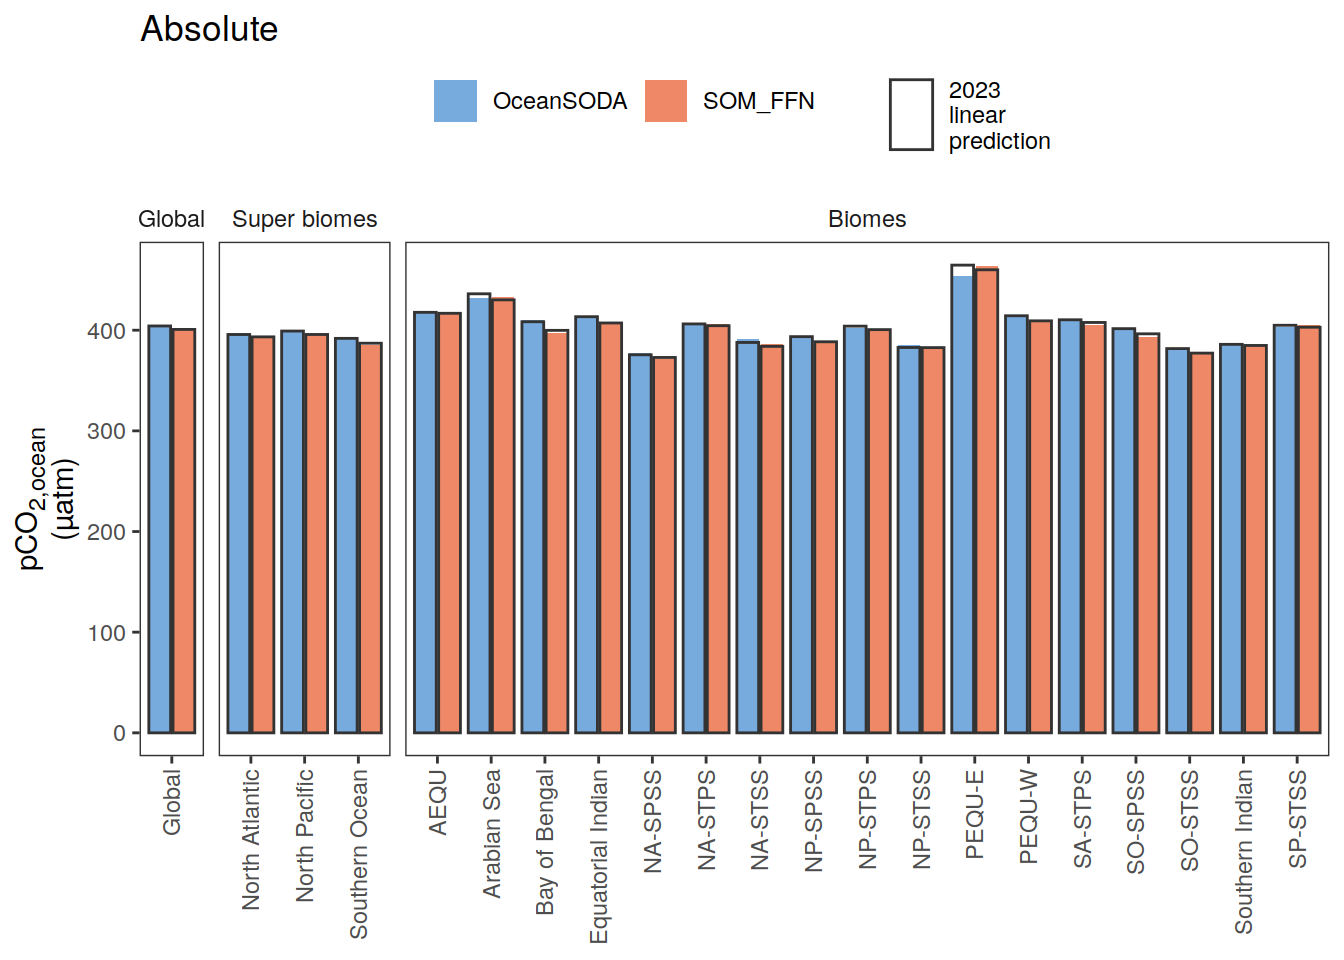 Absolute
OceanSODA
SOM_FFN
2023
linear
prediction
Global
Super biomes
Biomes
pCO2,ocean
(µatm)
400
300
200
100
0
Global
North Atlantic
North Pacific
Southern Ocean
AEQU
Arabian Sea
Bay of Bengal
Equatorial Indian
NA-SPSS
NA-STPS
NA-STSS
NP-SPSS
NP-STPS
NP-STSS
PEQU-E
PEQU-W
SA-STPS
SO-SPSS
SO-STSS
Southern Indian
SP-STSS